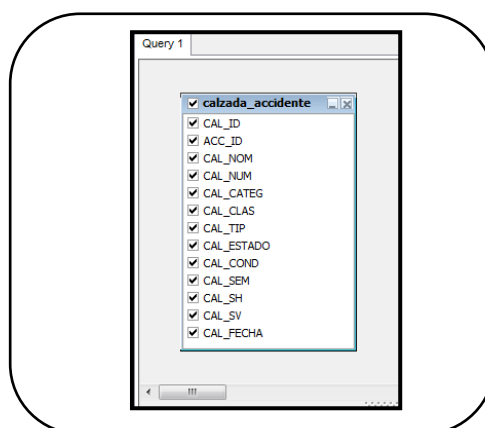 Query 1
calzada_accidente
CAL_ID
ACC_ID
CAL_NOM
CAL_NUM
CAL_CATEG
CAL_CLAS
CAL_TIP
CAL_ESTADO
CAL_COND
CAL_SEM
CAL_SH
CAL_SV
CAL_FECHA